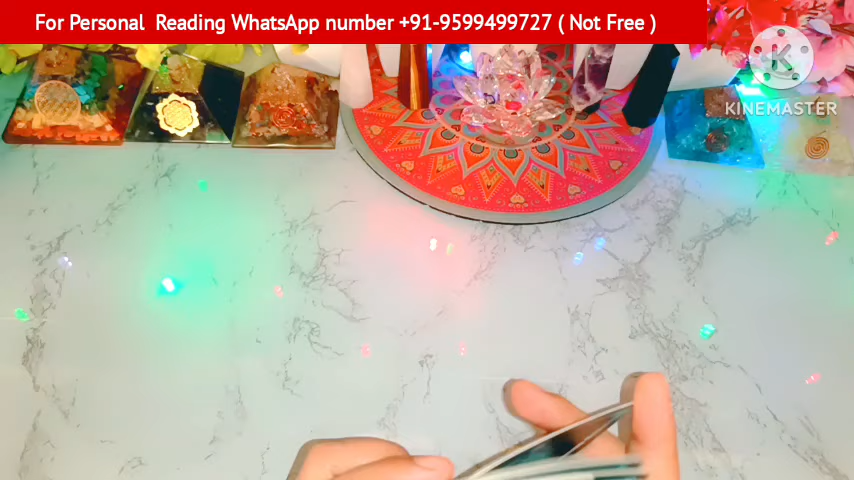 For Personal Reading WhatsApp number +91-9599499727 ( Not Free )
KINEMASTER